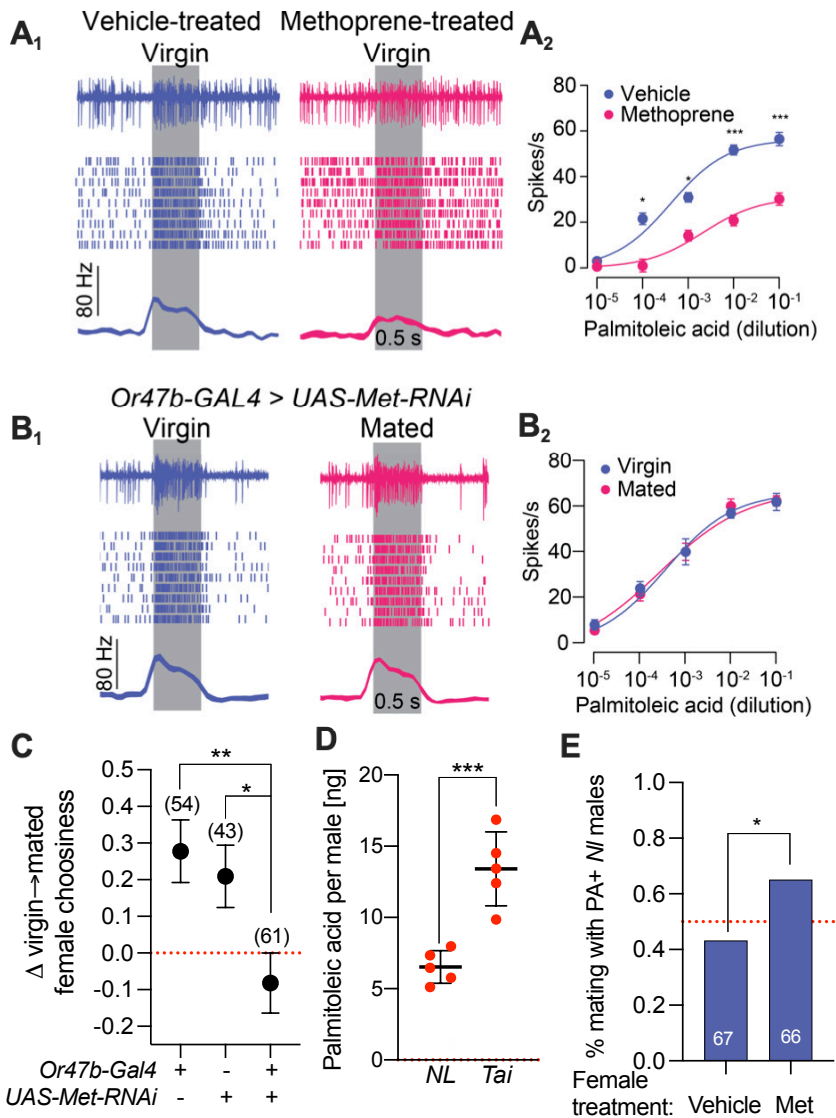 A₁
Vehicle-treated
Virgin
Methoprene-treated
Virgin
80 Hz
0.5 s
A₂
80
60
40
20
0
Spikes/s
Vehicle
Methoprene
*
*
***
***
10⁻⁵ 10⁻⁴ 10⁻³ 10⁻² 10⁻¹
Palmitoleic acid (dilution)
B₁
Or47b-GAL4 > UAS-Met-RNAi
Virgin
Mated
80 Hz
0.5 s
B₂
80
60
40
20
0
Spikes/s
Virgin
Mated
10⁻⁵ 10⁻⁴ 10⁻³ 10⁻² 10⁻¹
Palmitoleic acid (dilution)
C
Δ virgin→mated
female choosiness
0.5
0.4
0.3
0.2
0.1
0.0
-0.1
-0.2
**
*
(54)
(43)
(61)
Or47b-Gal4 + - +
UAS-Met-RNAi - + +
D
Palmitoleic acid per male [ng]
20
15
10
5
0
***
NL Tai
E
% mating with PA+ Nl males
1.0
0.8
0.6
0.4
0.2
0.0
*
67
66
Female
treatment: Vehicle Met